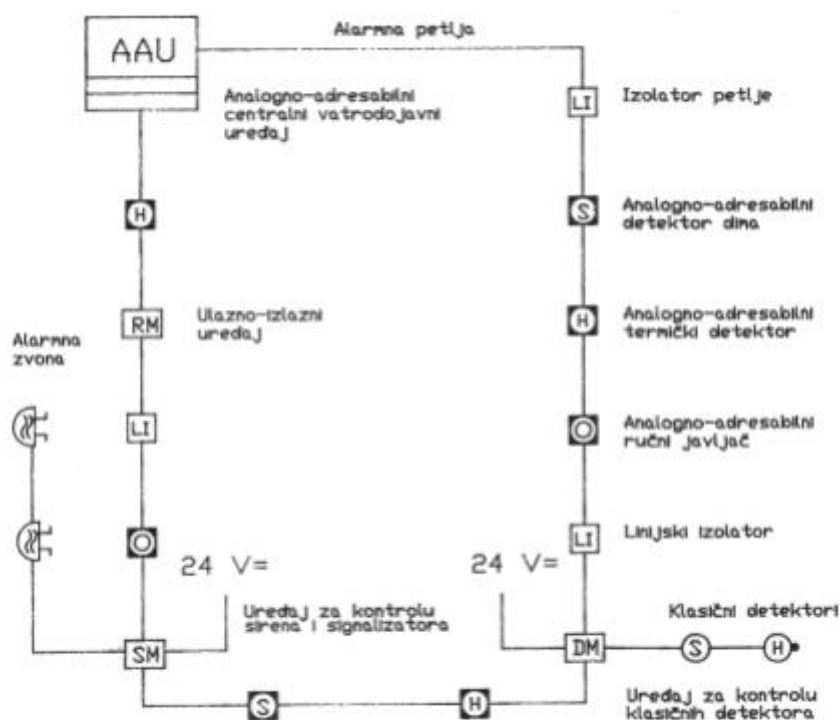 AAU
Alarmna petlja
Analogno-adresabilni
centralni vatrodojavni
uređaj
LI
Izolator petlje
H
S
Analogno-adresabilni
detektor dima
RM
Ulazno-izlazni
uređaj
H
Analogno-adresabilni
termički detektor
Alarmna
zvona
LI
Analogno-adresabilni
ručni javljač
24 V=
24 V=
LI
Linijski izolator
Uređaj za kontrolu
sirena i signalizatora
Klasični detektori
SM
DM
S
H
S
H
Uređaj za kontrolu
klasičnih detektora